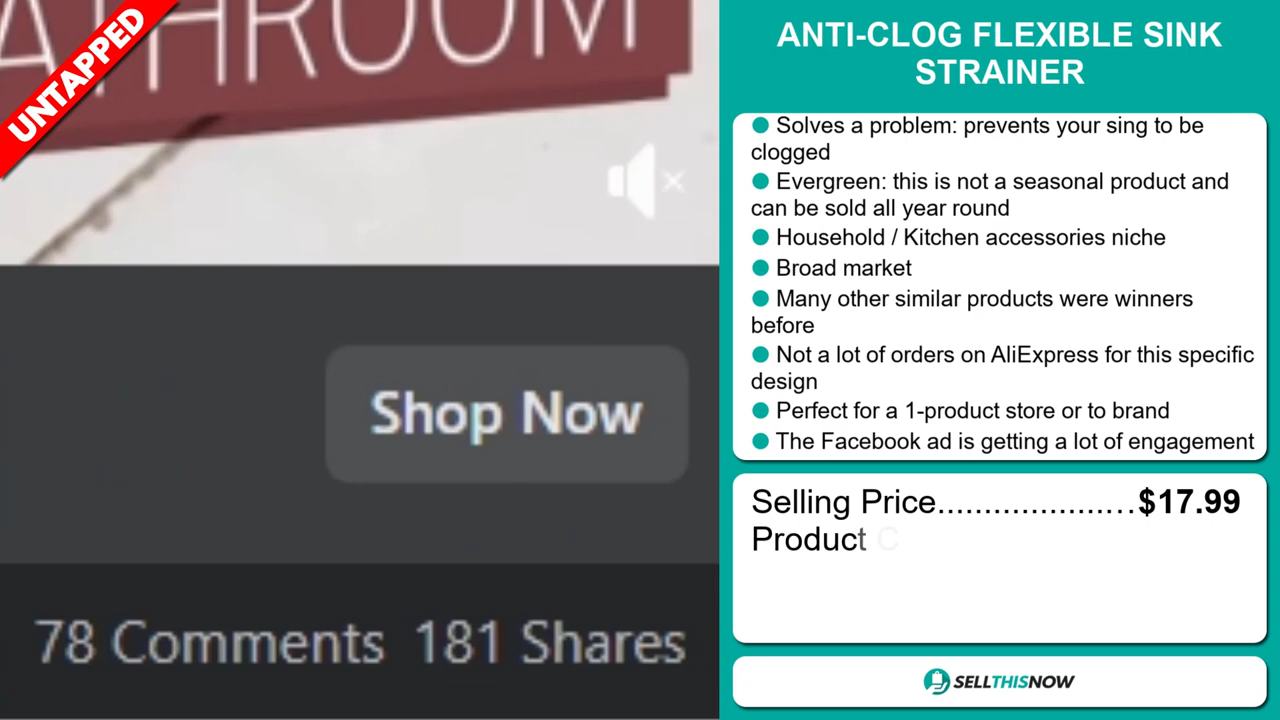 ATHROOM
UNTAPPED
Shop Now
78 Comments 181 Shares
ANTI-CLOG FLEXIBLE SINK
STRAINER
● Solves a problem: prevents your sing to be
clogged
● Evergreen: this is not a seasonal product and
can be sold all year round
● Household / Kitchen accessories niche
● Broad market
● Many other similar products were winners
before
● Not a lot of orders on AliExpress for this specific
design
● Perfect for a 1-product store or to brand
● The Facebook ad is getting a lot of engagement
Selling Price.....................$17.99
Product C
SELLTHISNOW